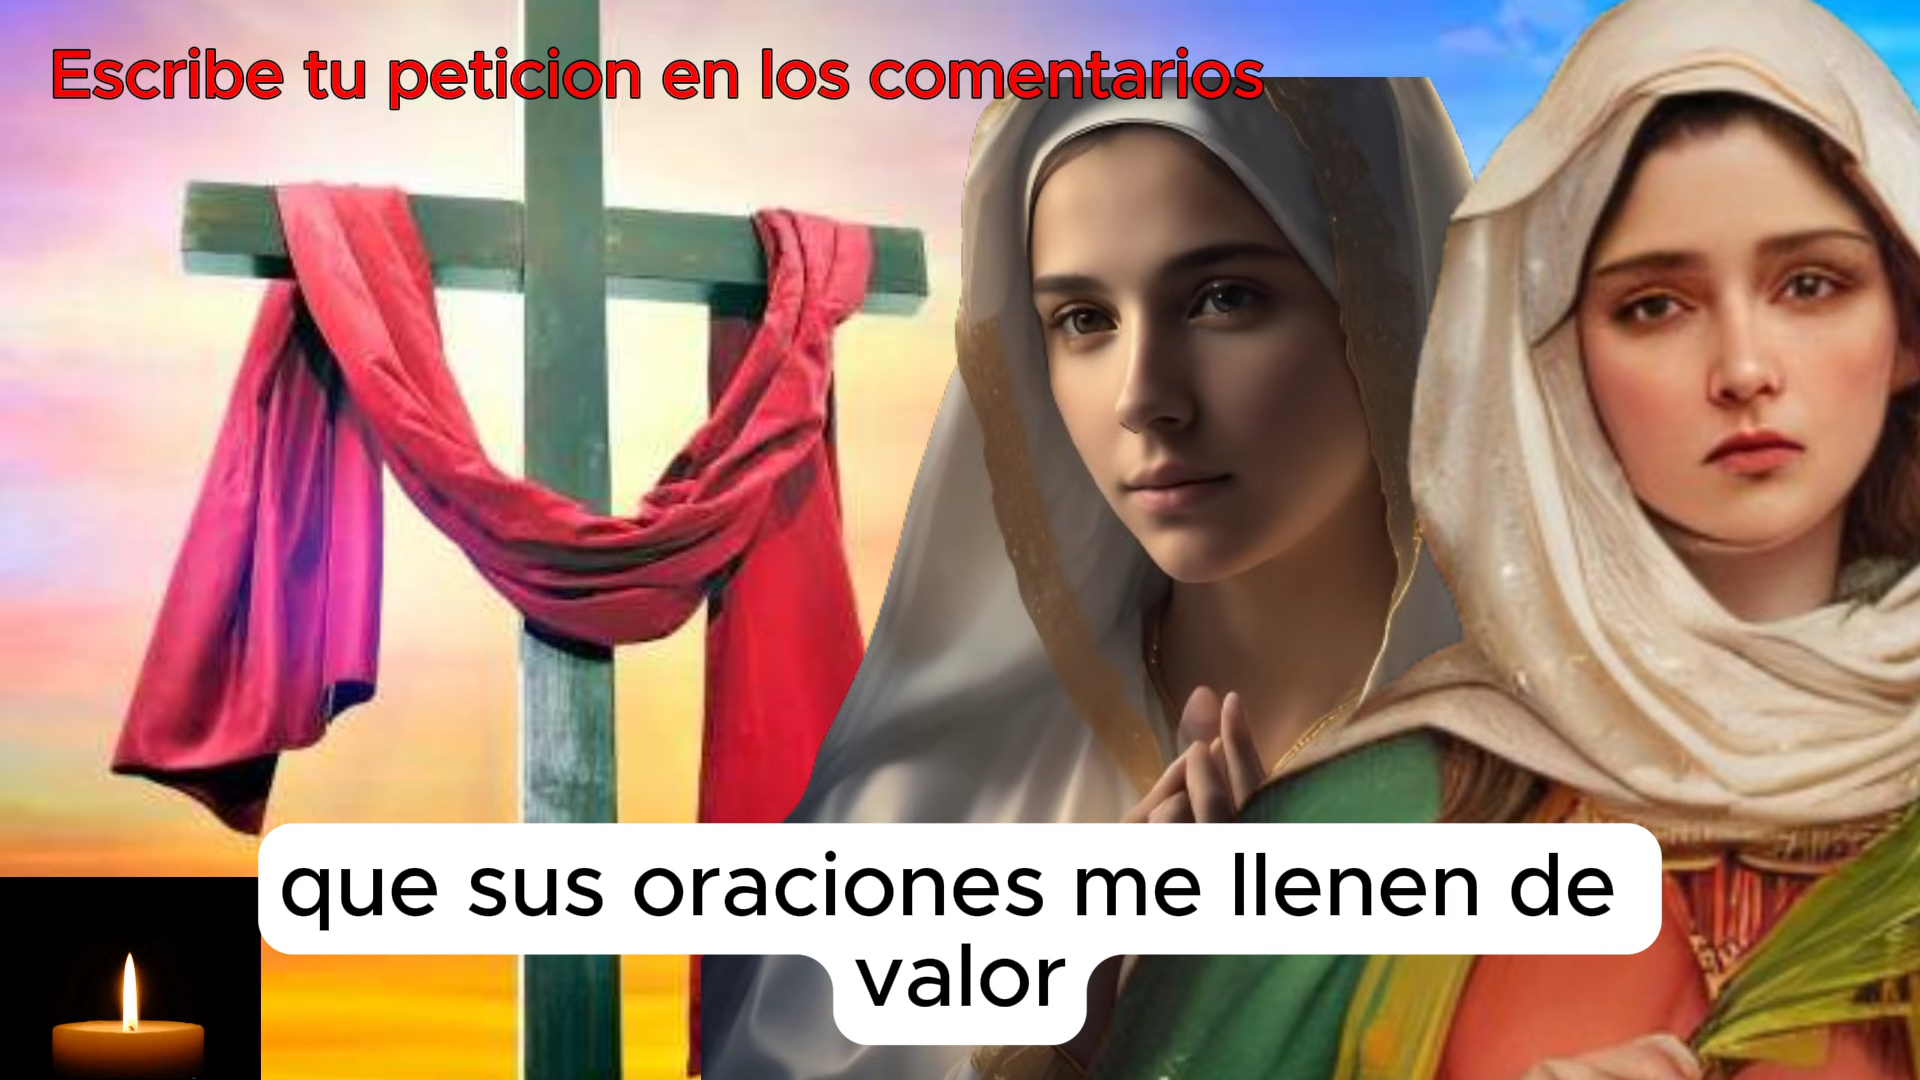 Escribe tu peticion en los comentarios
que sus oraciones me llenen de
valor